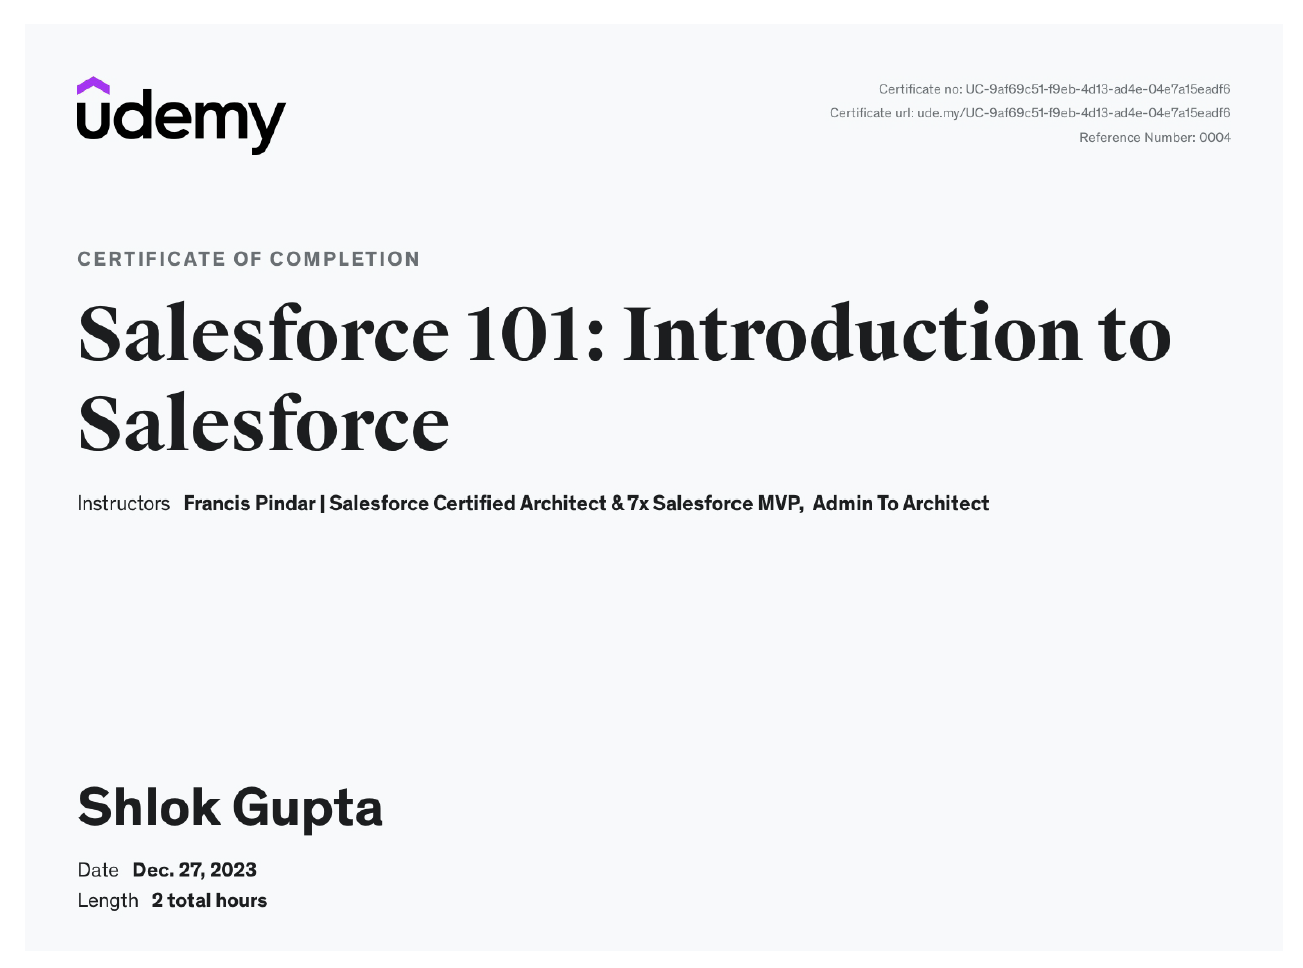 udemy
Certificate no: UC-9af69c51-f9eb-4d13-ad4e-04e7a15eadf6
Certificate url: ude.my/UC-9af69c51-f9eb-4d13-ad4e-04e7a15eadf6
Reference Number: 0004
CERTIFICATE OF COMPLETION
Salesforce 101: Introduction to
Salesforce
Instructors Francis Pindar | Salesforce Certified Architect & 7x Salesforce MVP, Admin To Architect
Shlok Gupta
Date Dec. 27, 2023
Length 2 total hours